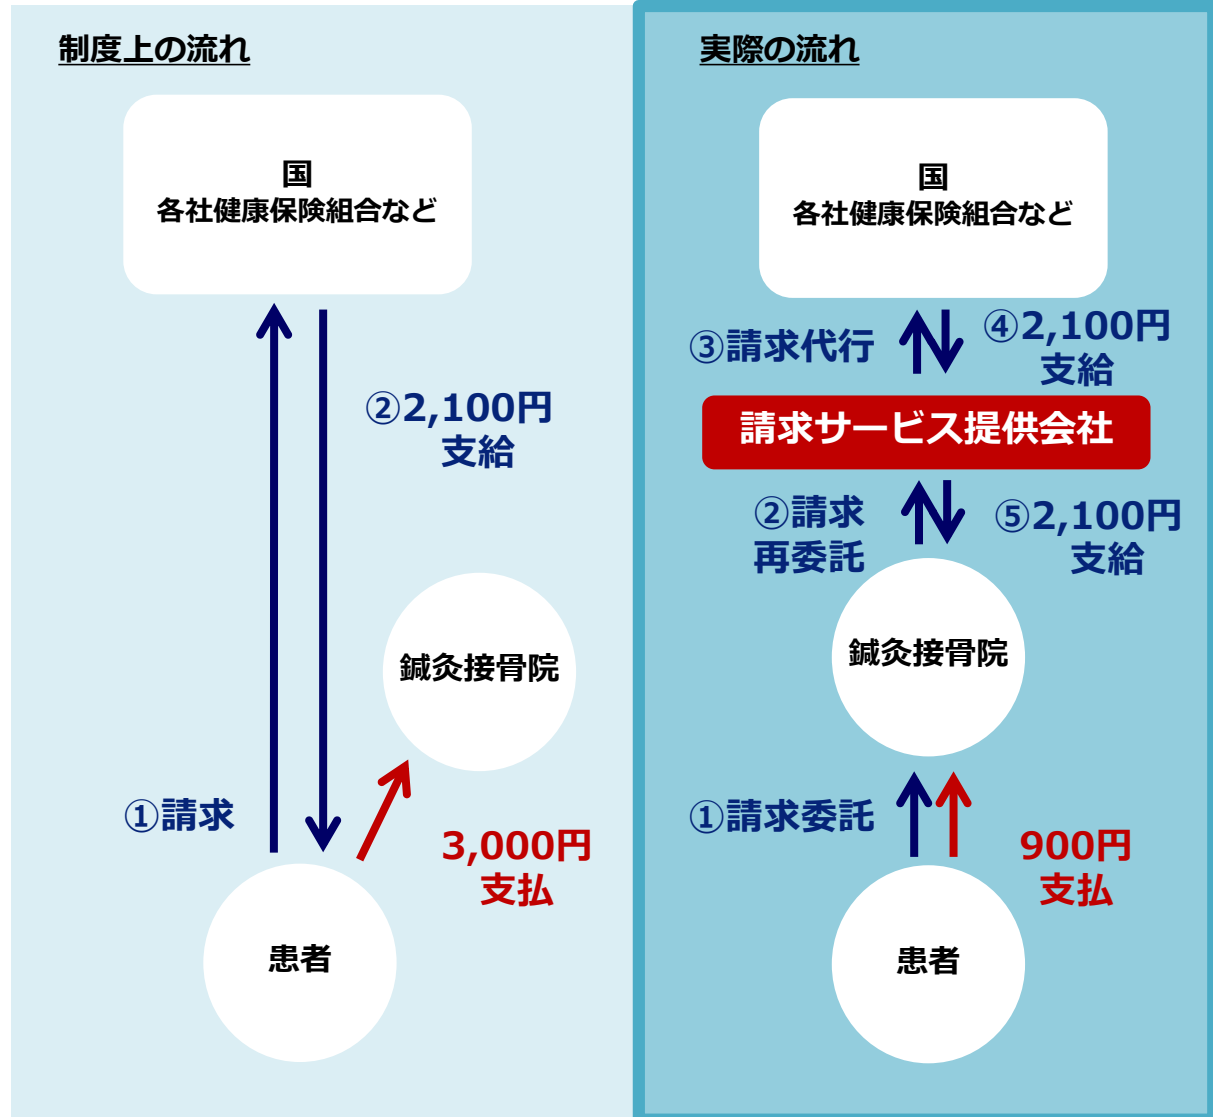 制度上の流れ
国
各社健康保険組合など
②2,100円
支給
鍼灸接骨院
①請求
3,000円
支払
患者
実際の流れ
国
各社健康保険組合など
③請求代行
④2,100円
支給
請求サービス提供会社
②請求
再委託
⑤2,100円
支給
鍼灸接骨院
①請求委託
900円
支払
患者